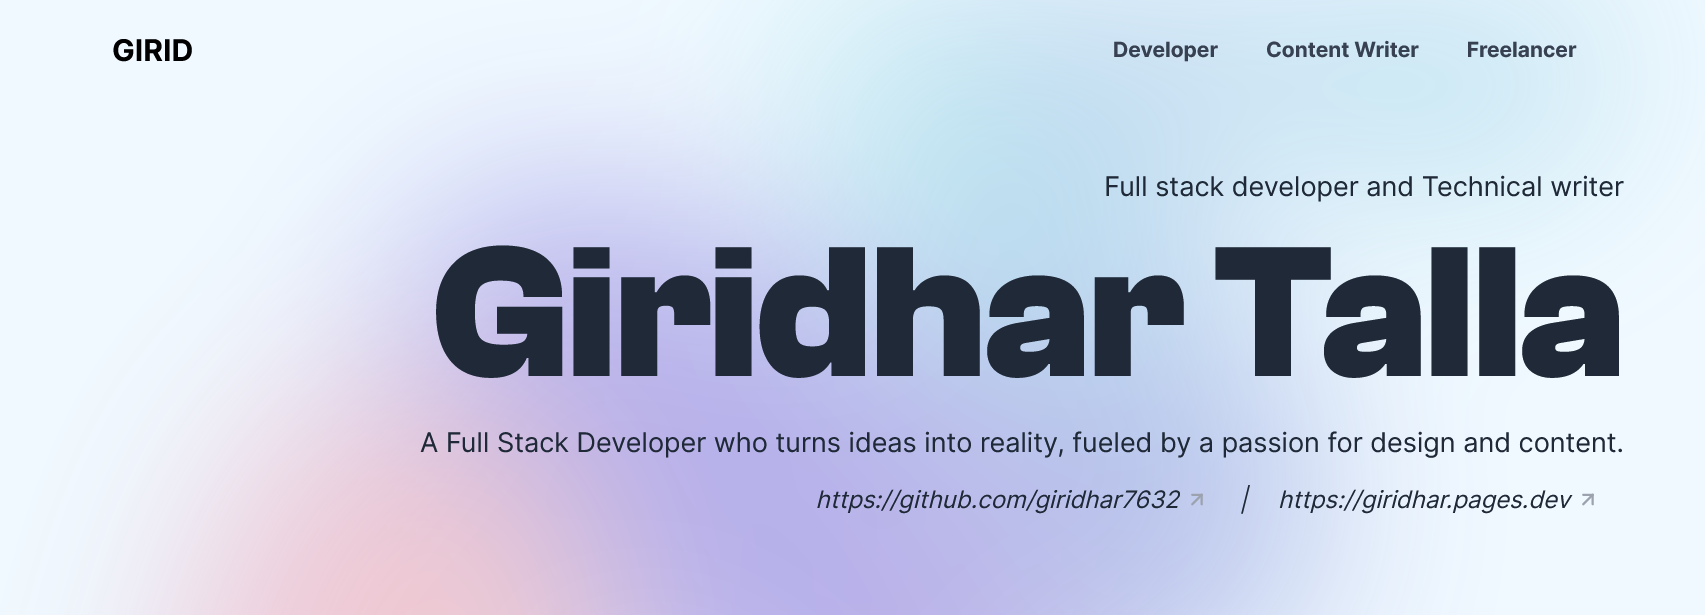 GIRID Developer Content Writer Freelancer
Full stack developer and Technical writer
Giridhar Talla
A Full Stack Developer who turns ideas into reality, fueled by a passion for design and content.
https://github.com/giridhar7632 | https://giridhar.pages.dev